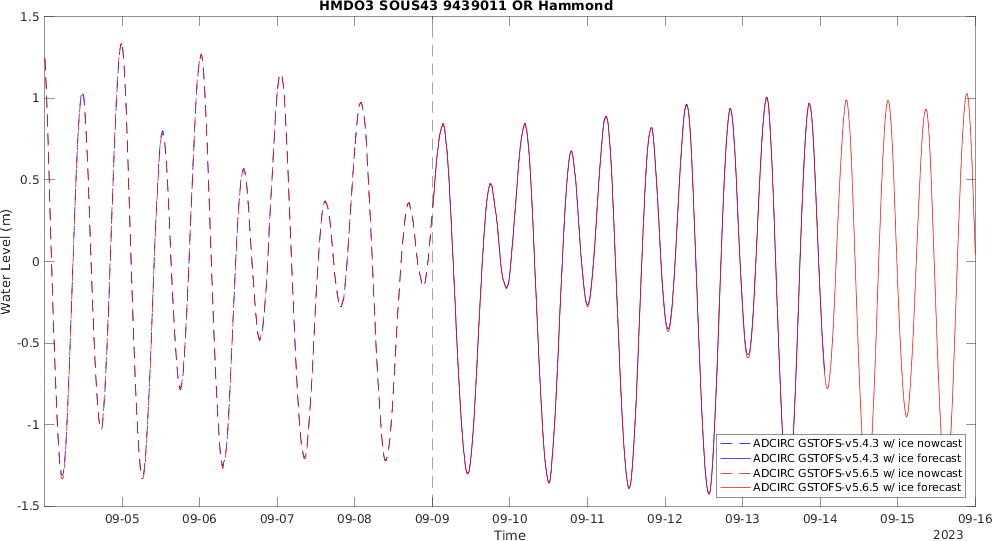 HMDO3 SOUS43 9439011 OR Hammond
1.5
1
0.5
0
-0.5
-1
-1.5
Water Level (m)
ADCIRC GSTOFS-v5.4.3 w/ ice nowcast
ADCIRC GSTOFS-v5.4.3 w/ ice forecast
ADCIRC GSTOFS-v5.6.5 w/ ice nowcast
ADCIRC GSTOFS-v5.6.5 w/ ice forecast
09-05 09-06 09-07 09-08 09-09 09-10 09-11 09-12 09-13 09-14 09-15 09-16
Time
2023